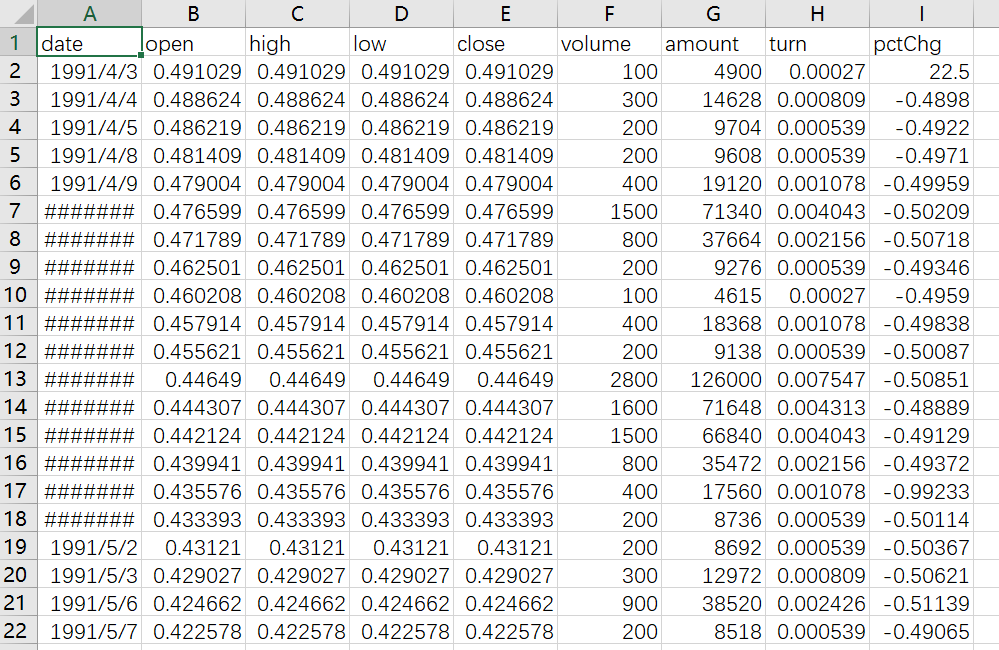 A B C D E F G H I
1 date open high low close volume amount turn pctChg
2 1991/4/3 0.491029 0.491029 0.491029 0.491029 100 4900 0.00027 22.5
3 1991/4/4 0.488624 0.488624 0.488624 0.488624 300 14628 0.000809 -0.4898
4 1991/4/5 0.486219 0.486219 0.486219 0.486219 200 9704 0.000539 -0.4922
5 1991/4/8 0.481409 0.481409 0.481409 0.481409 200 9608 0.000539 -0.4971
6 1991/4/9 0.479004 0.479004 0.479004 0.479004 400 19120 0.001078 -0.49959
7 ####### 0.476599 0.476599 0.476599 0.476599 1500 71340 0.004043 -0.50209
8 ####### 0.471789 0.471789 0.471789 0.471789 800 37664 0.002156 -0.50718
9 ####### 0.462501 0.462501 0.462501 0.462501 200 9276 0.000539 -0.49346
10 ####### 0.460208 0.460208 0.460208 0.460208 100 4615 0.00027 -0.4959
11 ####### 0.457914 0.457914 0.457914 0.457914 400 18368 0.001078 -0.49838
12 ####### 0.455621 0.455621 0.455621 0.455621 200 9138 0.000539 -0.50087
13 ####### 0.44649 0.44649 0.44649 0.44649 2800 126000 0.007547 -0.50851
14 ####### 0.444307 0.444307 0.444307 0.444307 1600 71648 0.004313 -0.48889
15 ####### 0.442124 0.442124 0.442124 0.442124 1500 66840 0.004043 -0.49129
16 ####### 0.439941 0.439941 0.439941 0.439941 800 35472 0.002156 -0.49372
17 ####### 0.435576 0.435576 0.435576 0.435576 400 17560 0.001078 -0.99233
18 ####### 0.433393 0.433393 0.433393 0.433393 200 8736 0.000539 -0.50114
19 1991/5/2 0.43121 0.43121 0.43121 0.43121 200 8692 0.000539 -0.50367
20 1991/5/3 0.429027 0.429027 0.429027 0.429027 300 12972 0.000809 -0.50621
21 1991/5/6 0.424662 0.424662 0.424662 0.424662 900 38520 0.002426 -0.51139
22 1991/5/7 0.422578 0.422578 0.422578 0.422578 200 8518 0.000539 -0.49065